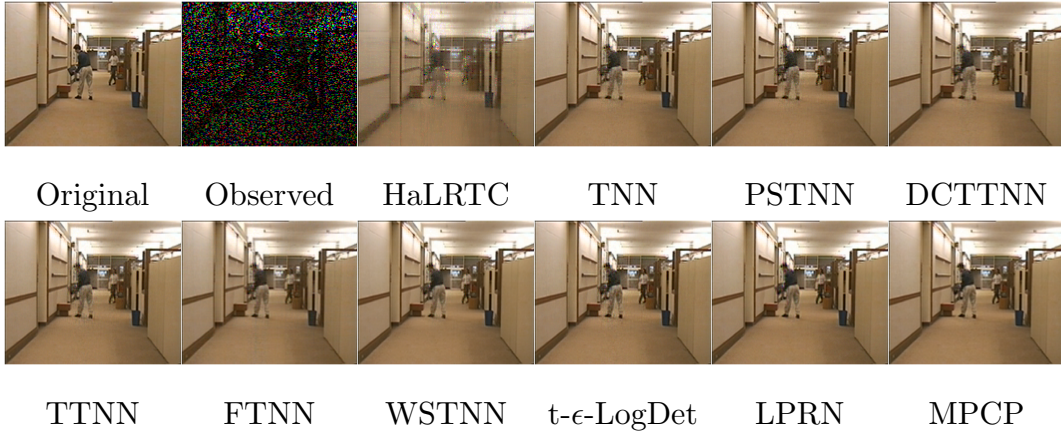 Original Observed HaLRTC TNN PSTNN DCTTNN
TTNN FTNN WSTNN t-ϵ-LogDet LPRN MPCP